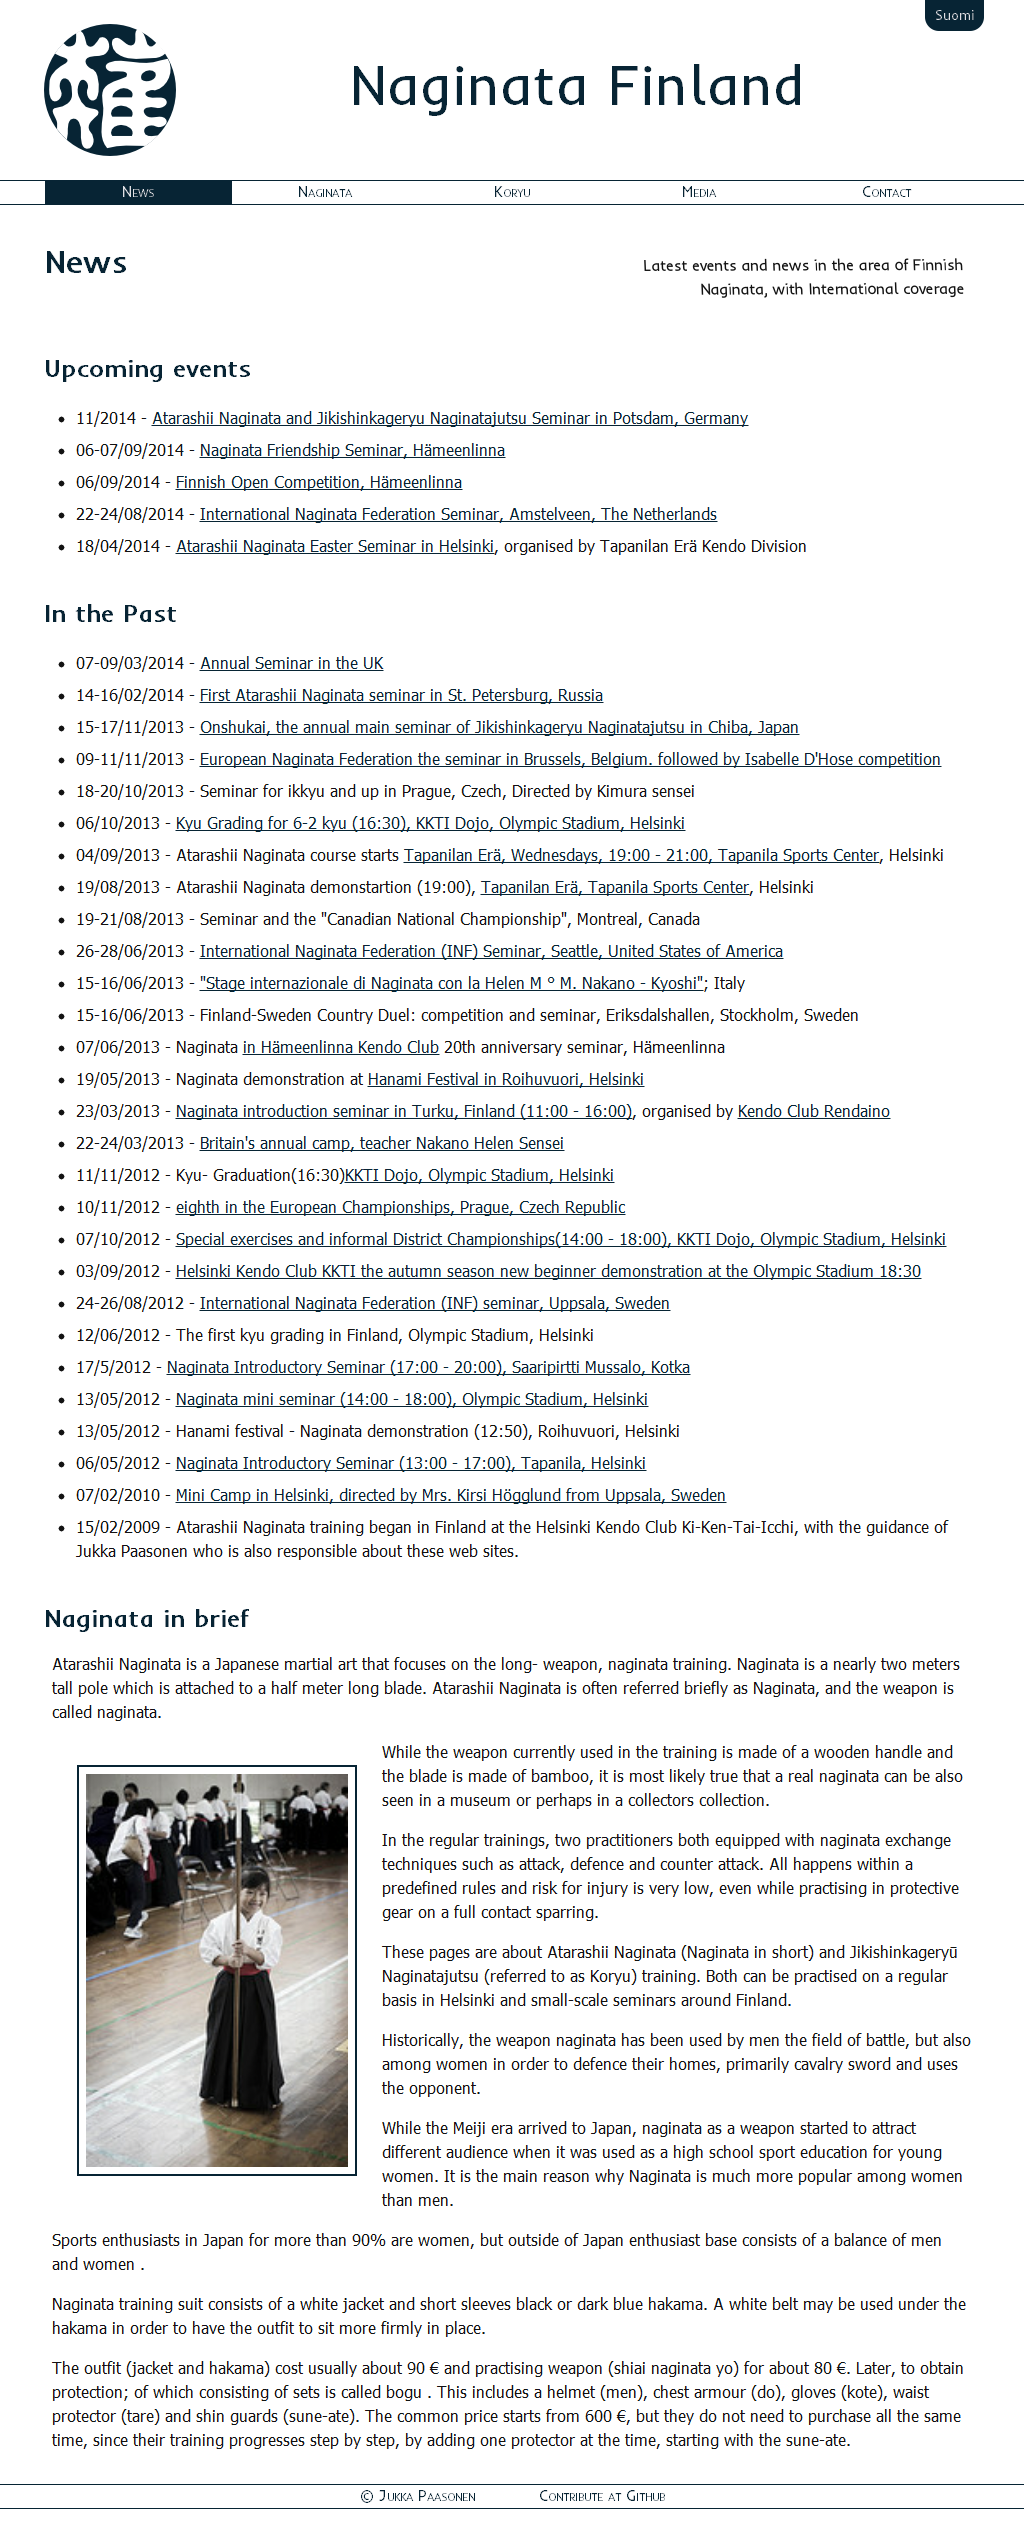 Suomi
Naginata Finland
News
Naginata
Koryu
Media
Contact
News
Latest events and news in the area of Finnish
Naginata, with International coverage
Upcoming events
11/2014 - Atarashii Naginata and Jikishinkageryu Naginatajutsu Seminar in Potsdam, Germany
06-07/09/2014 - Naginata Friendship Seminar, Hämeenlinna
06/09/2014 - Finnish Open Competition, Hämeenlinna
22-24/08/2014 - International Naginata Federation Seminar, Amstelveen, The Netherlands
18/04/2014 - Atarashii Naginata Easter Seminar in Helsinki, organised by Tapanilan Erä Kendo Division
In the Past
07-09/03/2014 - Annual Seminar in the UK
14-16/02/2014 - First Atarashii Naginata seminar in St. Petersburg, Russia
15-17/11/2013 - Onshukai, the annual main seminar of Jikishinkageryu Naginatajutsu in Chiba, Japan
09-11/11/2013 - European Naginata Federation the seminar in Brussels, Belgium. followed by Isabelle D'Hose competition
18-20/10/2013 - Seminar for ikkyu and up in Prague, Czech, Directed by Kimura sensei
06/10/2013 - Kyu Grading for 6-2 kyu (16:30), KKTI Dojo, Olympic Stadium, Helsinki
04/09/2013 - Atarashii Naginata course starts Tapanilan Erä, Wednesdays, 19:00 - 21:00, Tapanila Sports Center, Helsinki
19/08/2013 - Atarashii Naginata demonstartion (19:00), Tapanilan Erä, Tapanila Sports Center, Helsinki
19-21/08/2013 - Seminar and the "Canadian National Championship", Montreal, Canada
26-28/06/2013 - International Naginata Federation (INF) Seminar, Seattle, United States of America
15-16/06/2013 - "Stage internazionale di Naginata con la Helen M ° M. Nakano - Kyoshi"; Italy
15-16/06/2013 - Finland-Sweden Country Duel: competition and seminar, Eriksdalshallen, Stockholm, Sweden
07/06/2013 - Naginata in Hämeenlinna Kendo Club 20th anniversary seminar, Hämeenlinna
19/05/2013 - Naginata demonstration at Hanami Festival in Roihuvuori, Helsinki
23/03/2013 - Naginata introduction seminar in Turku, Finland (11:00 - 16:00), organised by Kendo Club Rendaino
22-24/03/2013 - Britain's annual camp, teacher Nakano Helen Sensei
11/11/2012 - Kyu- Graduation(16:30)KKTI Dojo, Olympic Stadium, Helsinki
10/11/2012 - eighth in the European Championships, Prague, Czech Republic
07/10/2012 - Special exercises and informal District Championships(14:00 - 18:00), KKTI Dojo, Olympic Stadium, Helsinki
03/09/2012 - Helsinki Kendo Club KKTI the autumn season new beginner demonstration at the Olympic Stadium 18:30
24-26/08/2012 - International Naginata Federation (INF) seminar, Uppsala, Sweden
12/06/2012 - The first kyu grading in Finland, Olympic Stadium, Helsinki
17/5/2012 - Naginata Introductory Seminar (17:00 - 20:00), Saaripirtti Mussalo, Kotka
13/05/2012 - Naginata mini seminar (14:00 - 18:00), Olympic Stadium, Helsinki
13/05/2012 - Hanami festival - Naginata demonstration (12:50), Roihuvuori, Helsinki
06/05/2012 - Naginata Introductory Seminar (13:00 - 17:00), Tapanila, Helsinki
07/02/2010 - Mini Camp in Helsinki, directed by Mrs. Kirsi Högglund from Uppsala, Sweden
15/02/2009 - Atarashii Naginata training began in Finland at the Helsinki Kendo Club Ki-Ken-Tai-Icchi, with the guidance of
Jukka Paasonen who is also responsible about these web sites.
Naginata in brief
Atarashii Naginata is a Japanese martial art that focuses on the long- weapon, naginata training. Naginata is a nearly two meters
tall pole which is attached to a half meter long blade. Atarashii Naginata is often referred briefly as Naginata, and the weapon is
called naginata.
While the weapon currently used in the training is made of a wooden handle and
the blade is made of bamboo, it is most likely true that a real naginata can be also
seen in a museum or perhaps in a collectors collection.
In the regular trainings, two practitioners both equipped with naginata exchange
techniques such as attack, defence and counter attack. All happens within a
predefined rules and risk for injury is very low, even while practising in protective
gear on a full contact sparring.
These pages are about Atarashii Naginata (Naginata in short) and Jikishinkageryū
Naginatajutsu (referred to as Koryu) training. Both can be practised on a regular
basis in Helsinki and small-scale seminars around Finland.
Historically, the weapon naginata has been used by men the field of battle, but also
among women in order to defence their homes, primarily cavalry sword and uses
the opponent.
While the Meiji era arrived to Japan, naginata as a weapon started to attract
different audience when it was used as a high school sport education for young
women. It is the main reason why Naginata is much more popular among women
than men.
Sports enthusiasts in Japan for more than 90% are women, but outside of Japan enthusiast base consists of a balance of men
and women .
Naginata training suit consists of a white jacket and short sleeves black or dark blue hakama. A white belt may be used under the
hakama in order to have the outfit to sit more firmly in place.
The outfit (jacket and hakama) cost usually about 90 € and practising weapon (shiai naginata yo) for about 80 €. Later, to obtain
protection; of which consisting of sets is called bogu . This includes a helmet (men), chest armour (do), gloves (kote), waist
protector (tare) and shin guards (sune-ate). The common price starts from 600 €, but they do not need to purchase all the same
time, since their training progresses step by step, by adding one protector at the time, starting with the sune-ate.
© Jukka Paasonen
Contribute at Github